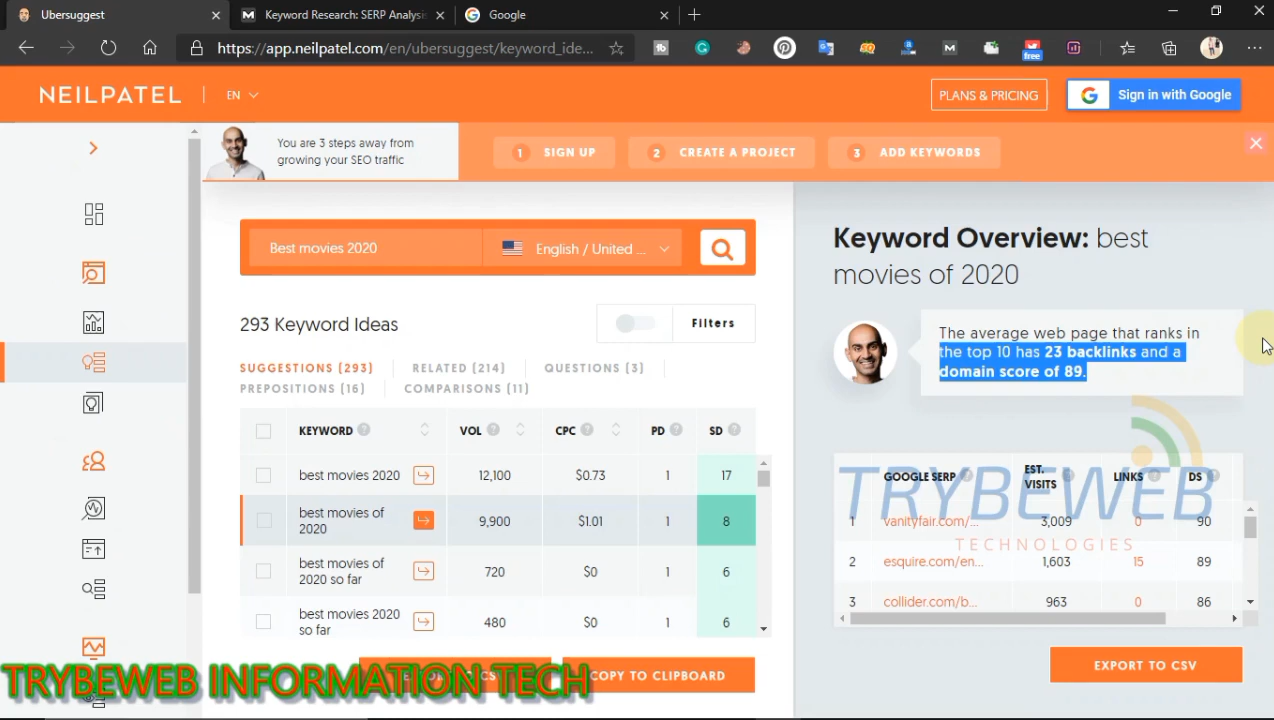 Ubersuggest
Keyword Research: SERP Analysis
Google
https://app.neilpatel.com/en/ubersuggest/keyword_ide...
free
NEILPATEL
EN
PLANS & PRICING
Sign in with Google
You are 3 steps away from
growing your SEO traffic
1 SIGN UP
2 CREATE A PROJECT
3 ADD KEYWORDS
Best movies 2020
English / United ...
293 Keyword Ideas
Filters
SUGGESTIONS (293)
RELATED (214)
QUESTIONS (3)
PREPOSITIONS (16)
COMPARISONS (11)
KEYWORD VOL CPC PD SD
best movies 2020 12,100 $0.73 1 17
best movies of
2020 9,900 $1.01 1 8
best movies of
2020 so far 720 $0 1 6
best movies 2020
so far 480 $0 1 6
COPY TO CLIPBOARD
Keyword Overview: best
movies of 2020
The average web page that ranks in
the top 10 has 23 backlinks and a
domain score of 89.
GOOGLE SERP EST. VISITS LINKS DS
1 vanityfair.com/... 3,009 0 90
2 esquire.com/en... 1,603 15 89
3 collider.com/b... 963 0 86
EXPORT TO CSV
TRYBEWEB
TECHNOLOGIES
TRYBEWEB INFORMATION TECH